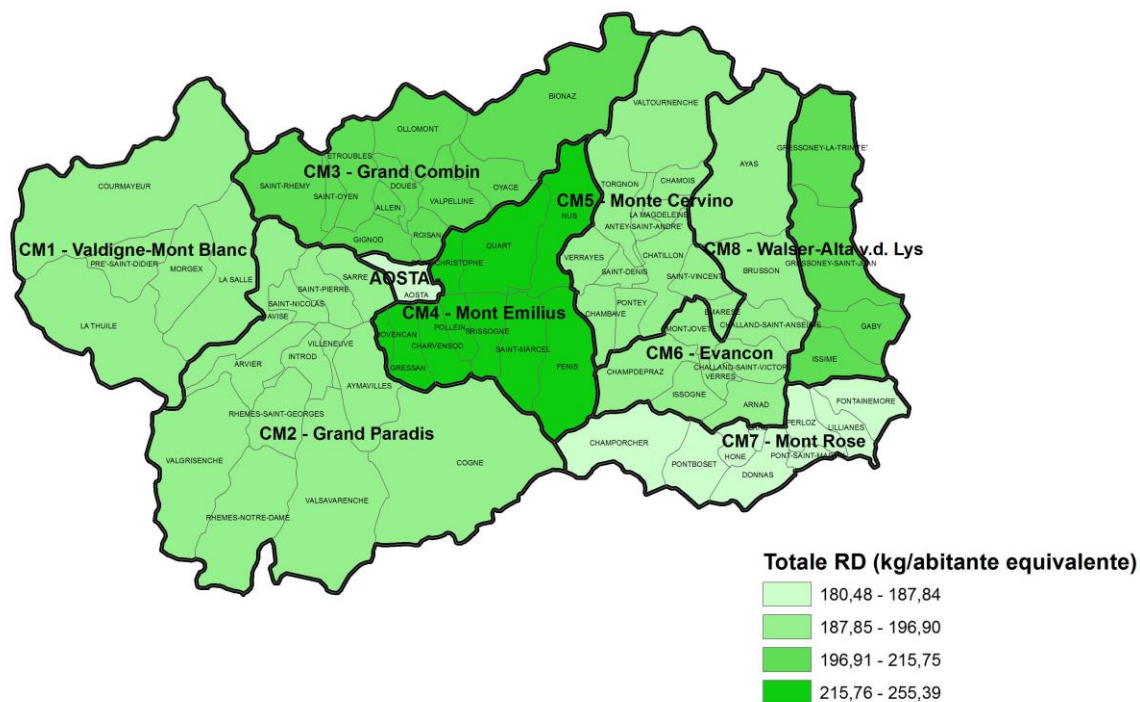 BIONAZ
VALTOURNENCHE
OLLOMONT
GRESSONEY-LA-TRINITE'
ETROUBLES
AYAS
CM3 - Grand Combin
SAINT-RHEMY
SAINT-OYEN
DOUES
OYACE
TORGNON
CHAMOIS
COURMAYEUR
ALLEIN
VALPELLINE
CM5 - Monte Cervino
NUS
LA MAGDELEINE
ANTEY-SAINT-ANDRE'
GIGNOD
ROISAN
QUART
CM1 - Valdigne-Mont Blanc
CM8 - Walser-Alta v.d. Lys
PRE'-SAINT-DIDIER
MORGEX
LA SALLE
SARRE
CHRISTOPHE
VERRAYES
CHATILLON
GRESSONEY-SAINT-JEAN
SAINT-DENIS
SAINT-VINCENT
BRUSSON
AOSTA -
AOSTA
SAINT-PIERRE
SAINT-NICOLAS
AVISE
PONTEY
CHAMBAVE
EMARESE
CM4 - Mont Emilius
LA THUILE
JOVENCAN
POLLEIN
BRISSOGNE
MONTJOVET
CHALLAND-SAINT-ANSELME
GABY
VILLENEUVE
INTROD
ARVIER
CHARVENSOD
SAINT-MARCEL
CM6 - Evancon
ISSIME
GRESSAN
FENIS
CHALLAND-SAINT-VICTOR
AYMAVILLES
CHAMPDEPRAZ
VERRES
ISSOGNE
ARNAD
FONTAINEMORE
RHEMES-SAINT-GEORGES
CM2 - Grand Paradis
PERLOZ
LILLIANES
CHAMPORCHER
CM7 - Mont Rose
VALGRISENCHE
COGNE
PONTBOSET
HONE
DONNAS
VALSAVARENCHE
RHEMES-NOTRE-DAME
Totale RD (kg/abitante equivalente)
180,48 - 187,84
187,85 - 196,90
196,91 - 215,75
215,76 - 255,39